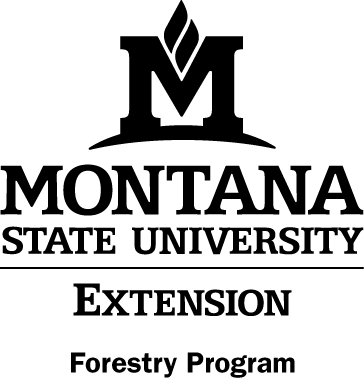 M
MONTANA
STATE UNIVERSITY
EXTENSION
Forestry Program